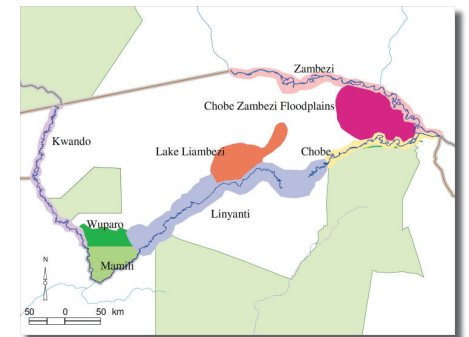 Zambezi
Chobe Zambezi Floodplains
Kwando
Lake Liambezi
Chobe
Linyanti
Wuparo
Mamili
N
50 0 50 km